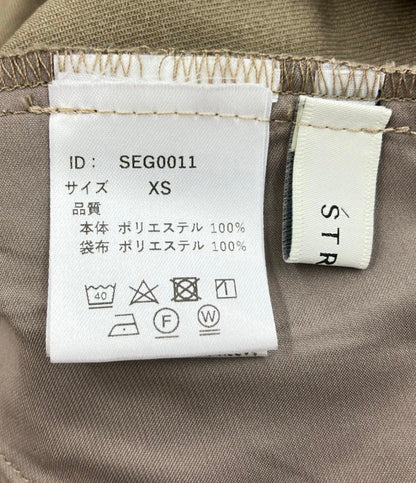 ID： SEG0011
サイズ XS
品質
本体 ポリエステル 100%
袋布 ポリエステル 100%
40
F W
STR